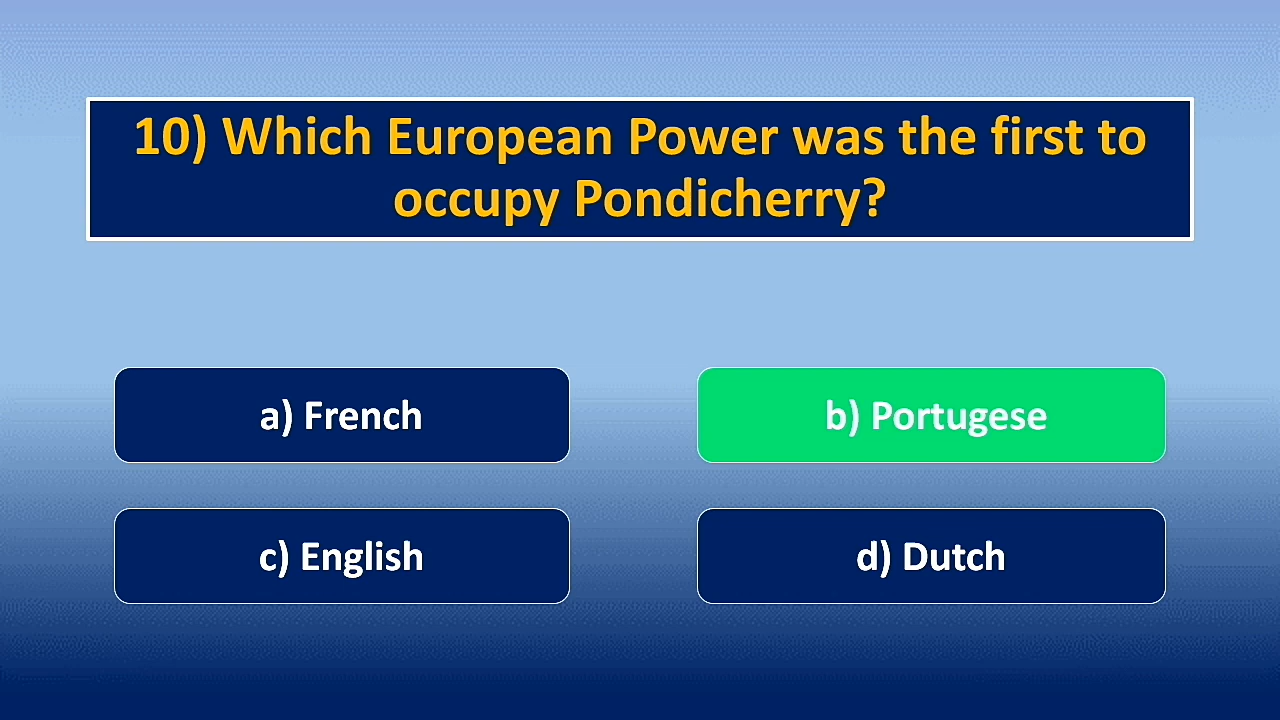 10) Which European Power was the first to
occupy Pondicherry?
a) French
b) Portugese
c) English
d) Dutch